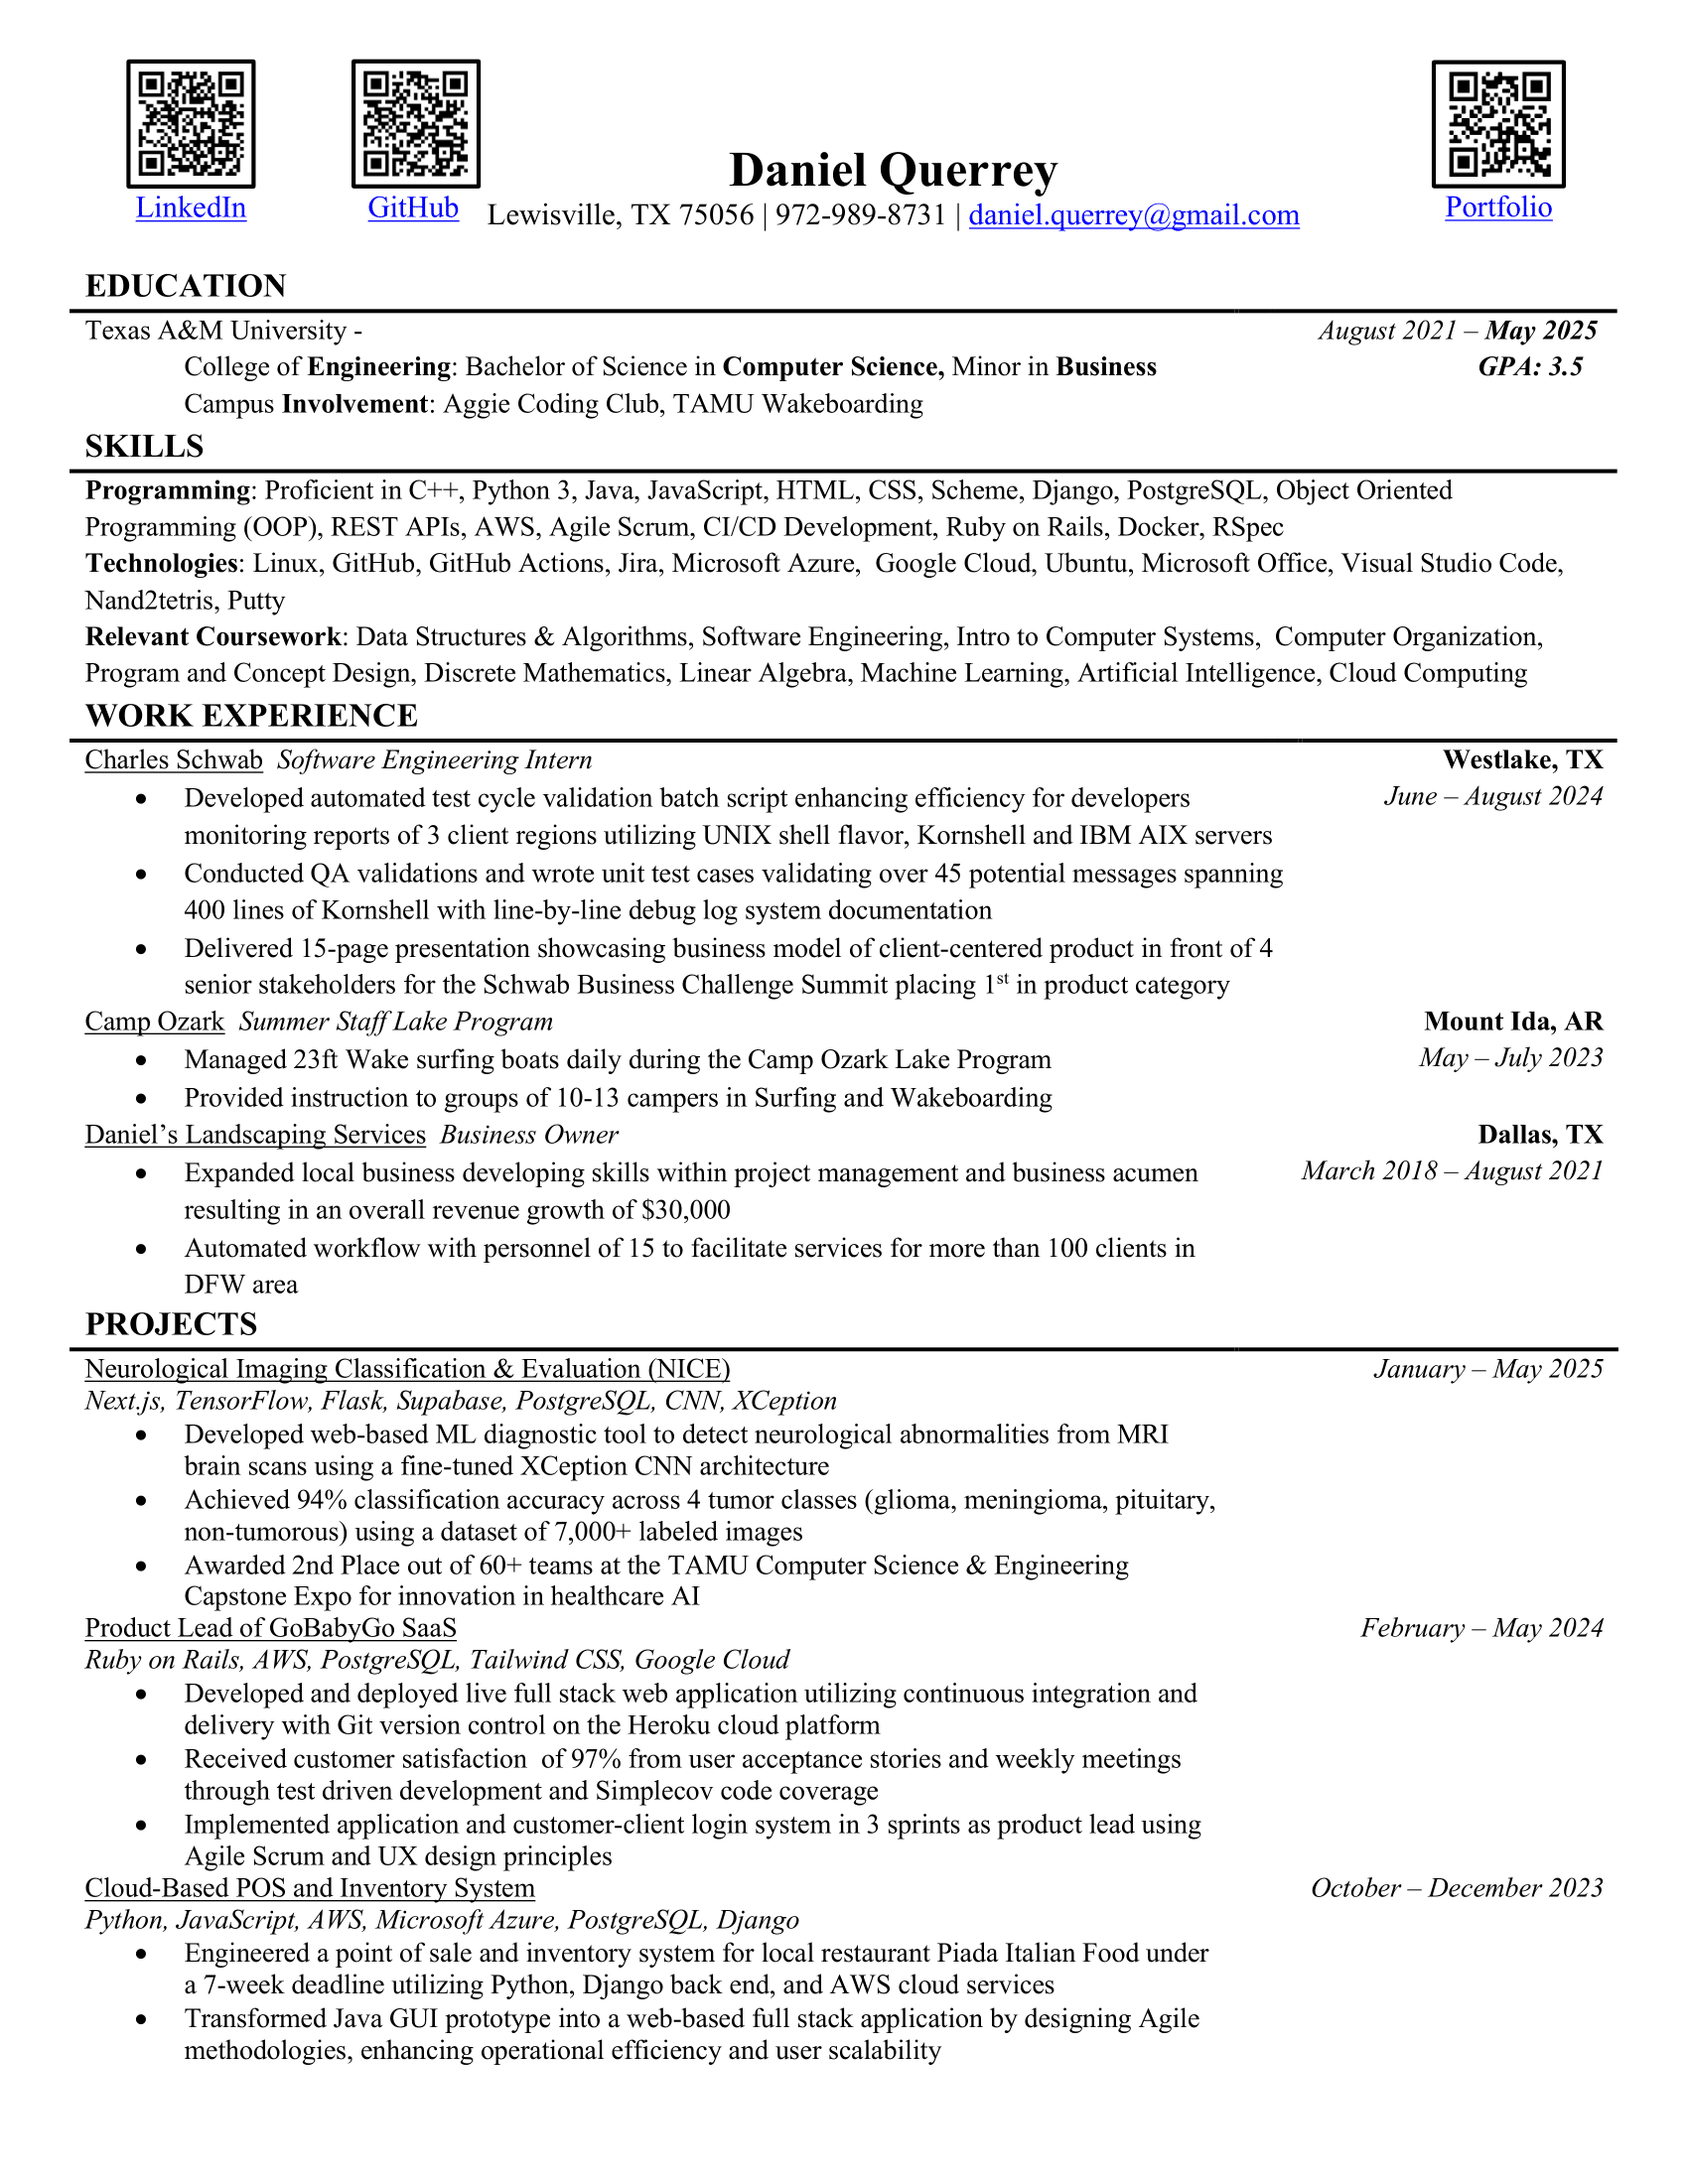 Daniel Querrey
LinkedIn GitHub Lewisville, TX 75056 | 972-989-8731 | daniel.querrey@gmail.com Portfolio
EDUCATION
Texas A&M University - August 2021 – May 2025
College of Engineering: Bachelor of Science in Computer Science, Minor in Business GPA: 3.5
Campus Involvement: Aggie Coding Club, TAMU Wakeboarding
SKILLS
Programming: Proficient in C++, Python 3, Java, JavaScript, HTML, CSS, Scheme, Django, PostgreSQL, Object Oriented
Programming (OOP), REST APIs, AWS, Agile Scrum, CI/CD Development, Ruby on Rails, Docker, RSpec
Technologies: Linux, GitHub, GitHub Actions, Jira, Microsoft Azure, Google Cloud, Ubuntu, Microsoft Office, Visual Studio Code,
Nand2tetris, Putty
Relevant Coursework: Data Structures & Algorithms, Software Engineering, Intro to Computer Systems, Computer Organization,
Program and Concept Design, Discrete Mathematics, Linear Algebra, Machine Learning, Artificial Intelligence, Cloud Computing
WORK EXPERIENCE
Charles Schwab Software Engineering Intern Westlake, TX
June – August 2024
• Developed automated test cycle validation batch script enhancing efficiency for developers
monitoring reports of 3 client regions utilizing UNIX shell flavor, Kornshell and IBM AIX servers
• Conducted QA validations and wrote unit test cases validating over 45 potential messages spanning
400 lines of Kornshell with line-by-line debug log system documentation
• Delivered 15-page presentation showcasing business model of client-centered product in front of 4
senior stakeholders for the Schwab Business Challenge Summit placing 1st in product category
Camp Ozark Summer Staff Lake Program Mount Ida, AR
May – July 2023
• Managed 23ft Wake surfing boats daily during the Camp Ozark Lake Program
• Provided instruction to groups of 10-13 campers in Surfing and Wakeboarding
Daniel’s Landscaping Services Business Owner Dallas, TX
March 2018 – August 2021
• Expanded local business developing skills within project management and business acumen
resulting in an overall revenue growth of $30,000
• Automated workflow with personnel of 15 to facilitate services for more than 100 clients in
DFW area
PROJECTS
Neurological Imaging Classification & Evaluation (NICE) January – May 2025
Next.js, TensorFlow, Flask, Supabase, PostgreSQL, CNN, XCeption
• Developed web-based ML diagnostic tool to detect neurological abnormalities from MRI
brain scans using a fine-tuned XCeption CNN architecture
• Achieved 94% classification accuracy across 4 tumor classes (glioma, meningioma, pituitary,
non-tumorous) using a dataset of 7,000+ labeled images
• Awarded 2nd Place out of 60+ teams at the TAMU Computer Science & Engineering
Capstone Expo for innovation in healthcare AI
Product Lead of GoBabyGo SaaS February – May 2024
Ruby on Rails, AWS, PostgreSQL, Tailwind CSS, Google Cloud
• Developed and deployed live full stack web application utilizing continuous integration and
delivery with Git version control on the Heroku cloud platform
• Received customer satisfaction of 97% from user acceptance stories and weekly meetings
through test driven development and Simplecov code coverage
• Implemented application and customer-client login system in 3 sprints as product lead using
Agile Scrum and UX design principles
Cloud-Based POS and Inventory System October – December 2023
Python, JavaScript, AWS, Microsoft Azure, PostgreSQL, Django
• Engineered a point of sale and inventory system for local restaurant Piada Italian Food under
a 7-week deadline utilizing Python, Django back end, and AWS cloud services
• Transformed Java GUI prototype into a web-based full stack application by designing Agile
methodologies, enhancing operational efficiency and user scalability